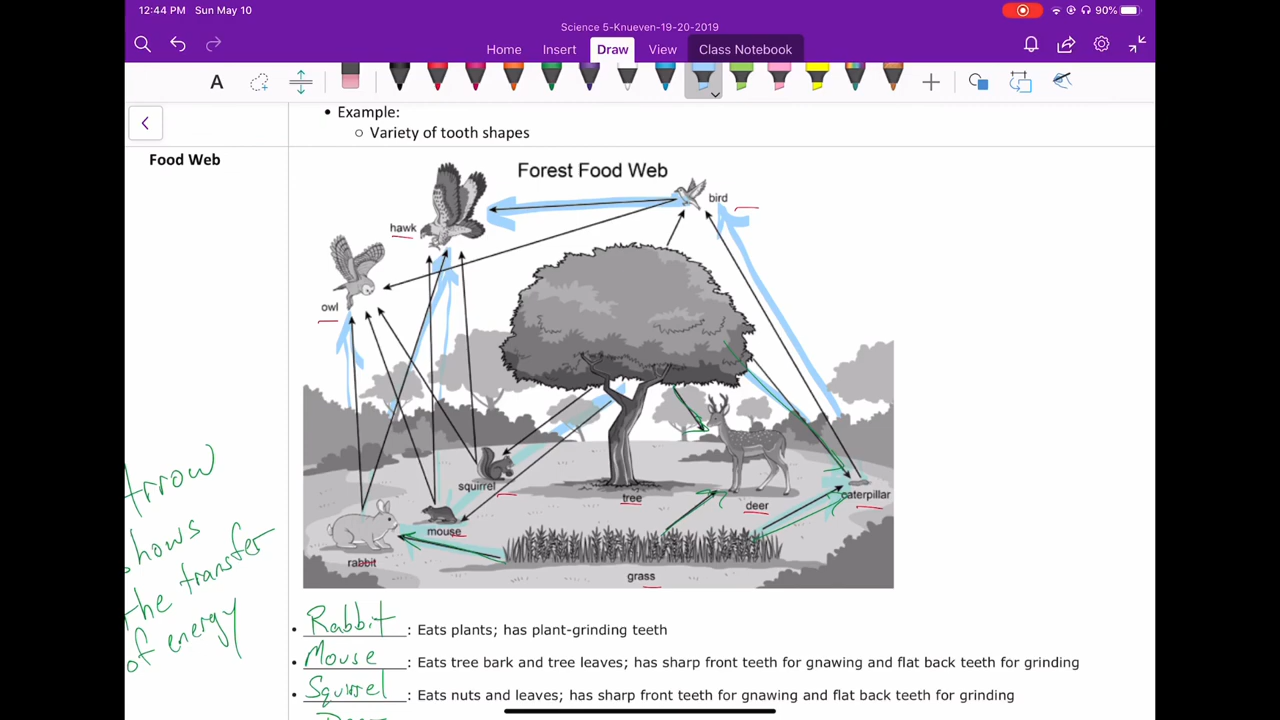 12:44 PM Sun May 10
90%
Science 5-Knueven-19-20-2019
Home Insert Draw View Class Notebook
A
• Example:
○ Variety of tooth shapes
Food Web
Forest Food Web
bird
hawk
owl
squirrel
tree
deer
caterpillar
mouse
rabbit
grass
Arrow
shows
the transfer
of energy
• Rabbit : Eats plants; has plant-grinding teeth
• Mouse : Eats tree bark and tree leaves; has sharp front teeth for gnawing and flat back teeth for grinding
• Squirrel : Eats nuts and leaves; has sharp front teeth for gnawing and flat back teeth for grinding